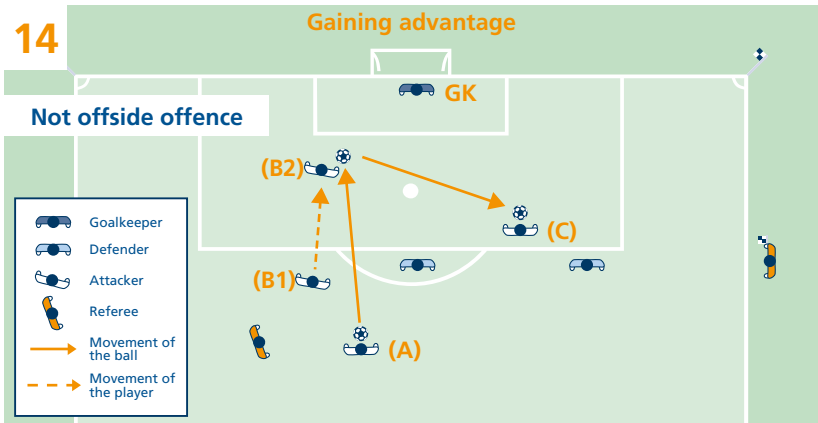 14
Gaining advantage
GK
Not offside offence
(B2)
(C)
(B1)
(A)
Goalkeeper
Defender
Attacker
Referee
Movement of
the ball
Movement of
the player